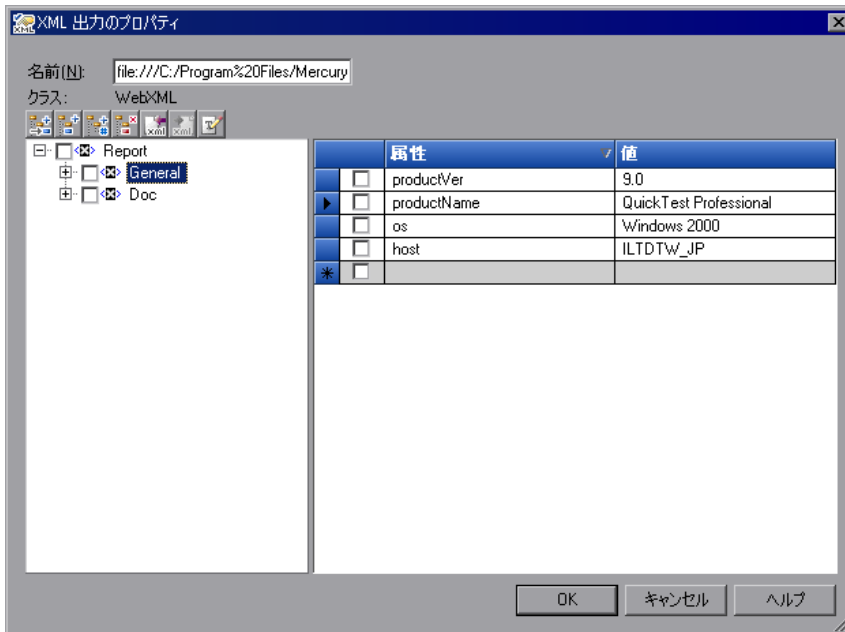 XML 出力のプロパティ
名前(N): file:///C:/Program%20Files/Mercury
クラス: WebXML
Report
General
Doc
属性 値
productVer 9.0
productName QuickTest Professional
os Windows 2000
host ILTDTW_JP
OK キャンセル ヘルプ